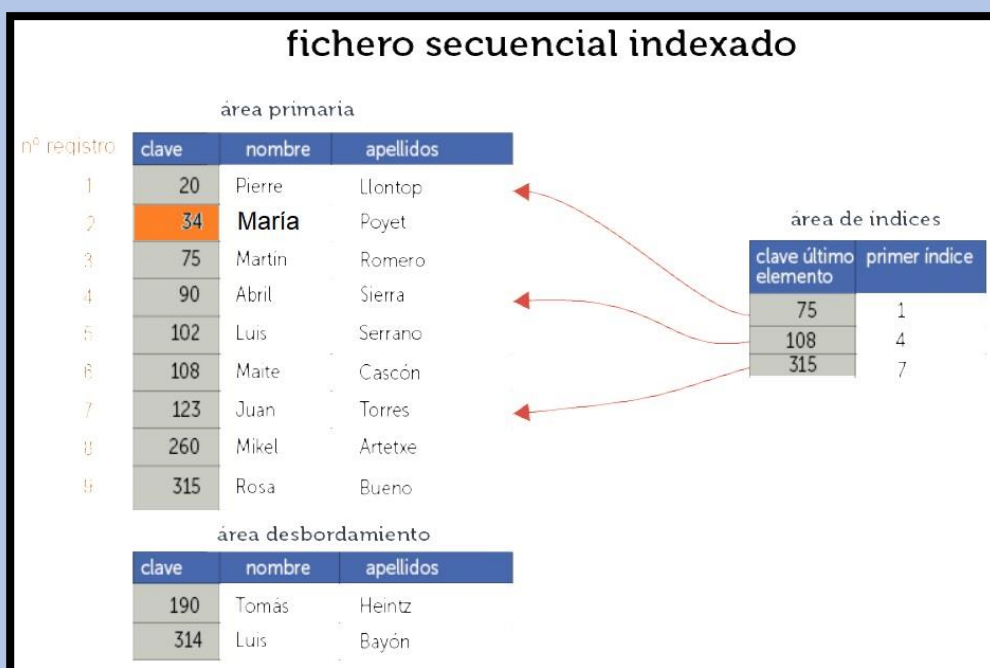 fichero secuencial indexado
área primaria
nº registro clave nombre apellidos
1 20 Pierre Llontop
2 34 María Poyet
3 75 Martín Romero
4 90 Abril Sierra
5 102 Luis Serrano
6 108 Maite Cascón
7 123 Juan Torres
8 260 Mikel Artetxe
9 315 Rosa Bueno
área de índices
clave último elemento primer índice
75 1
108 4
315 7
área desbordamiento
clave nombre apellidos
190 Tomás Heintz
314 Luis Bayón